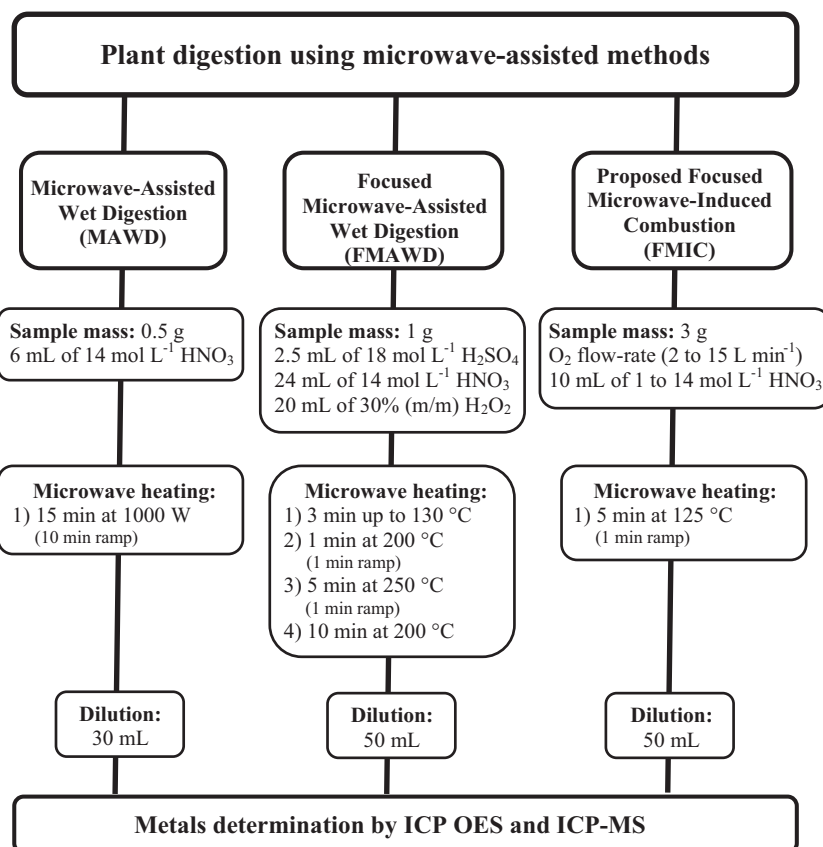 Plant digestion using microwave-assisted methods
Microwave-Assisted
Wet Digestion
(MAWD)
Sample mass: 0.5 g
6 mL of 14 mol L⁻¹ HNO₃
Microwave heating:
1) 15 min at 1000 W
(10 min ramp)
Dilution:
30 mL
Focused
Microwave-Assisted
Wet Digestion
(FMAWD)
Sample mass: 1 g
2.5 mL of 18 mol L⁻¹ H₂SO₄
24 mL of 14 mol L⁻¹ HNO₃
20 mL of 30% (m/m) H₂O₂
Microwave heating:
1) 3 min up to 130 °C
2) 1 min at 200 °C
(1 min ramp)
3) 5 min at 250 °C
(1 min ramp)
4) 10 min at 200 °C
Dilution:
50 mL
Proposed Focused
Microwave-Induced
Combustion
(FMIC)
Sample mass: 3 g
O₂ flow-rate (2 to 15 L min⁻¹)
10 mL of 1 to 14 mol L⁻¹ HNO₃
Microwave heating:
1) 5 min at 125 °C
(1 min ramp)
Dilution:
50 mL
Metals determination by ICP OES and ICP-MS